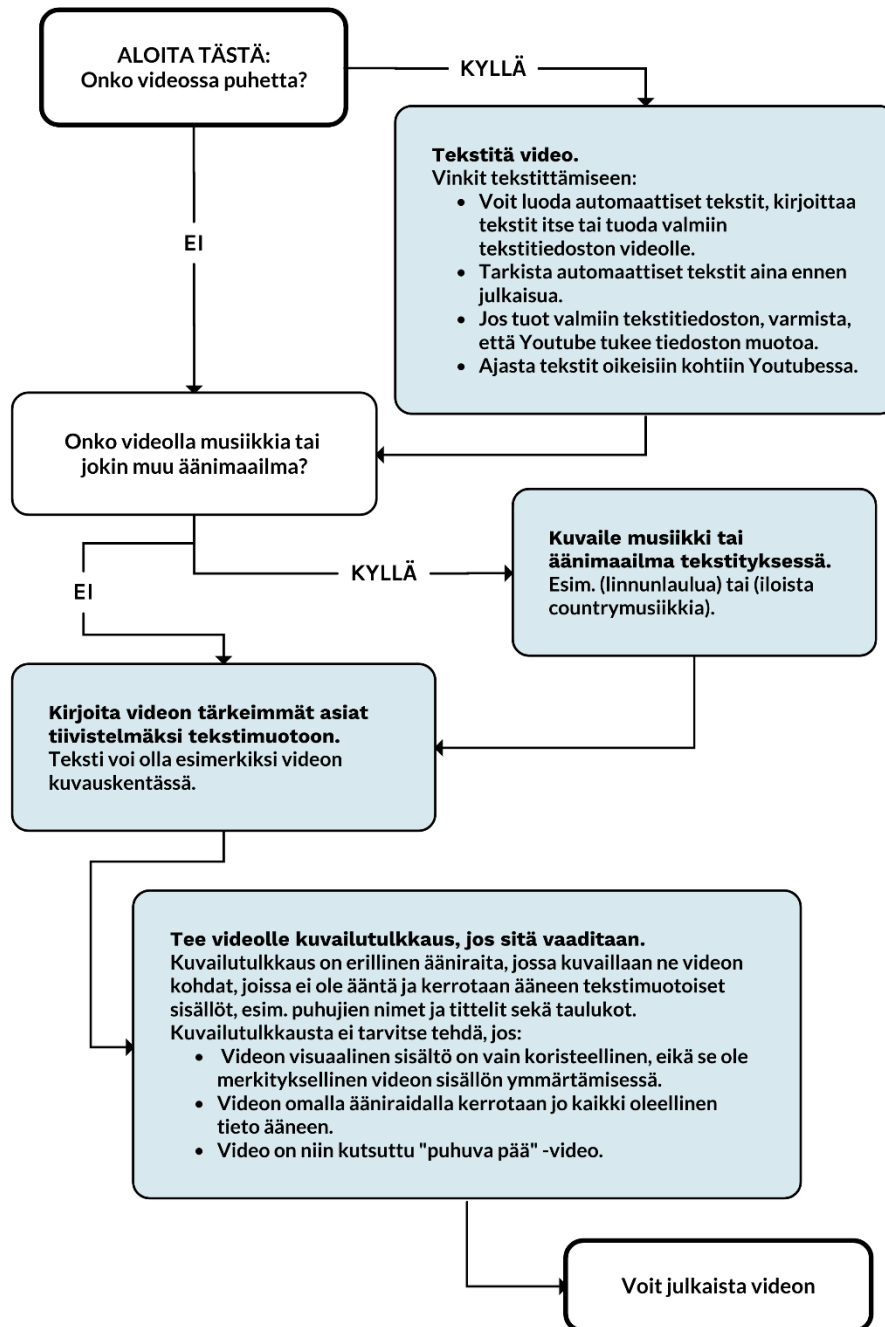 ALOITA TÄSTÄ:
Onko videossa puhetta?
KYLLÄ
EI
Tekstitä video.
Vinkit tekstittämiseen:
• Voit luoda automaattiset tekstit, kirjoittaa
tekstit itse tai tuoda valmiin
tekstitiedoston videolle.
• Tarkista automaattiset tekstit aina ennen
julkaisua.
• Jos tuot valmiin tekstitiedoston, varmista,
että Youtube tukee tiedoston muotoa.
• Ajasta tekstit oikeisiin kohtiin Youtubessa.
Onko videolla musiikkia tai
jokin muu äänimaailma?
EI
KYLLÄ
Kuvaile musiikki tai
äänimaailma tekstityksessä.
Esim. (linnunlaulua) tai (iloista
countrymusiikkia).
Kirjoita videon tärkeimmät asiat
tiivistelmäksi tekstimuotoon.
Teksti voi olla esimerkiksi videon
kuvauskentässä.
Tee videolle kuvailutulkkaus, jos sitä vaaditaan.
Kuvailutulkkaus on erillinen ääniraita, jossa kuvaillaan ne videon
kohdat, joissa ei ole ääntä ja kerrotaan ääneen tekstimuotoiset
sisällöt, esim. puhujien nimet ja tittelit sekä taulukot.
Kuvailutulkkausta ei tarvitse tehdä, jos:
• Videon visuaalinen sisältö on vain koristeellinen, eikä se ole
merkityksellinen videon sisällön ymmärtämisessä.
• Videon omalla ääniraidalla kerrotaan jo kaikki oleellinen
tieto ääneen.
• Video on niin kutsuttu "puhuva pää" -video.
Voit julkaista videon